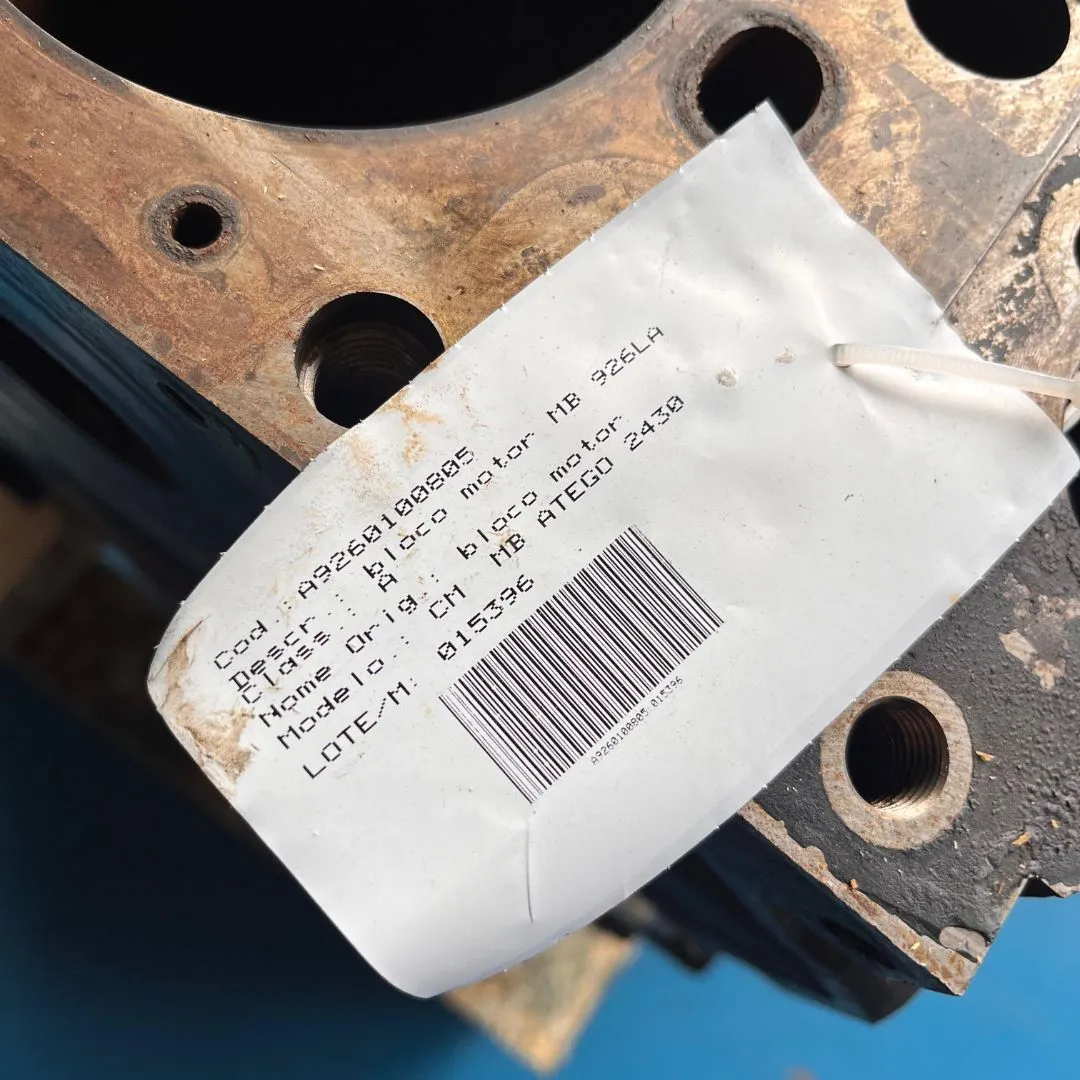 Cod.: A9260100805
Descr.: bloco motor MB 926LA
Class.: A
Nome Orig.: bloco motor
Modelo.: CM MB ATEGO 2430
LOTE/M: 015396
A9260100805 015396